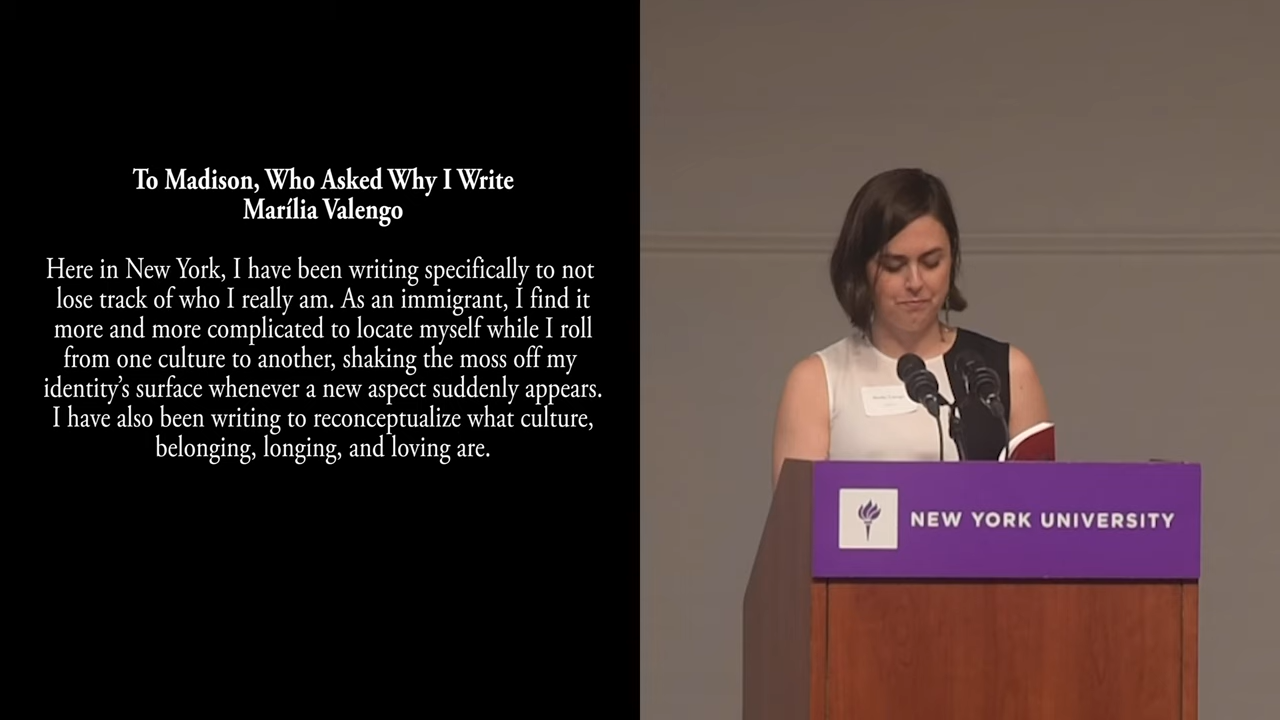 To Madison, Who Asked Why I Write
Marília Valengo
Here in New York, I have been writing specifically to not
lose track of who I really am. As an immigrant, I find it
more and more complicated to locate myself while I roll
from one culture to another, shaking the moss off my
identity’s surface whenever a new aspect suddenly appears.
I have also been writing to reconceptualize what culture,
belonging, longing, and loving are.
NEW YORK UNIVERSITY